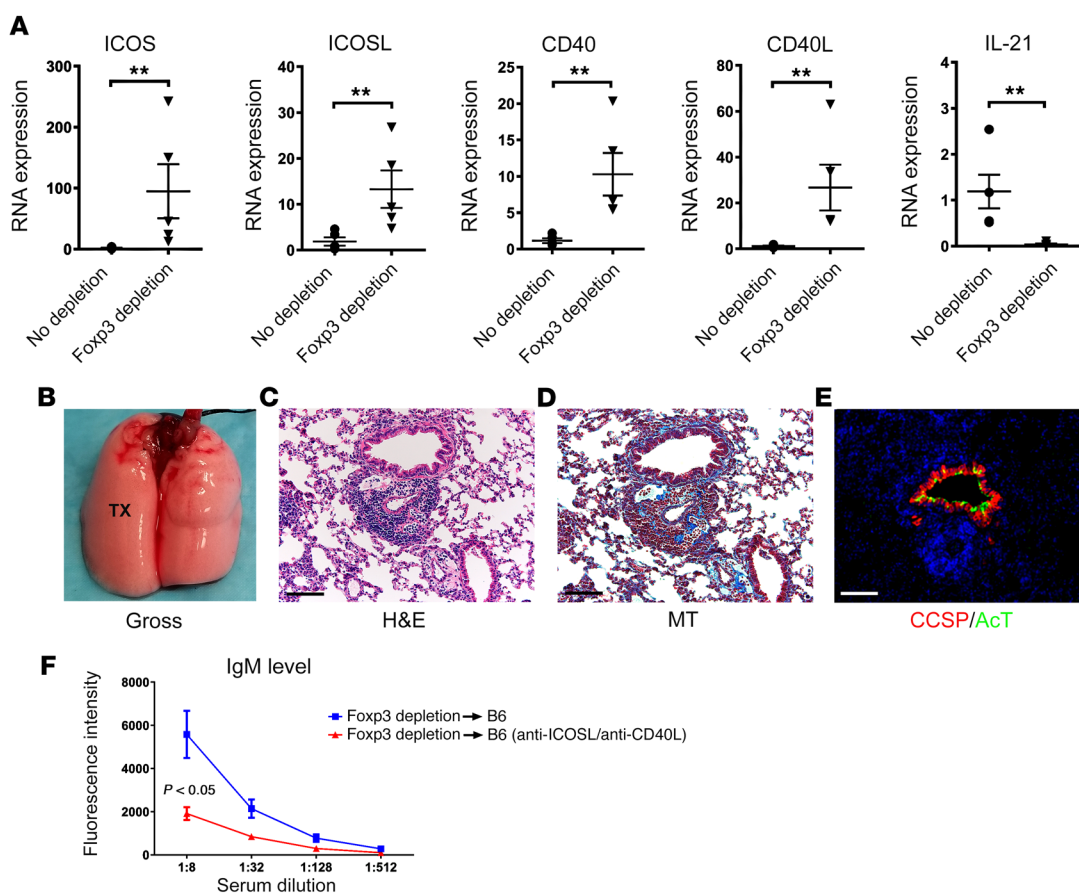 A
ICOS
ICOSL
CD40
CD40L
IL-21
RNA expression
300
200
100
0
**
No depletion
Foxp3 depletion
RNA expression
40
30
20
10
0
**
No depletion
Foxp3 depletion
RNA expression
25
20
15
10
5
0
**
No depletion
Foxp3 depletion
RNA expression
80
60
40
20
0
**
No depletion
Foxp3 depletion
RNA expression
4
3
2
1
0
**
No depletion
Foxp3 depletion
B
TX
Gross
C
H&E
D
MT
E
CCSP/AcT
F
IgM level
Fluorescence intensity
8000
6000
4000
2000
0
P < 0.05
Foxp3 depletion → B6
Foxp3 depletion → B6 (anti-ICOSL/anti-CD40L)
1:8 1:32 1:128 1:512
Serum dilution